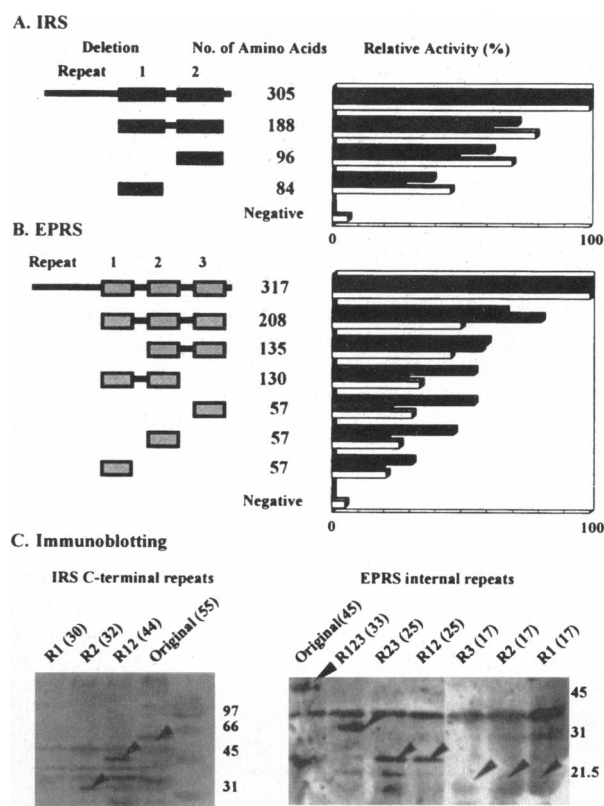 A. IRS
Deletion No. of Amino Acids Relative Activity (%)
Repeat 1 2
305
188
96
84
Negative
0 100
B. EPRS
Repeat 1 2 3
317
208
135
130
57
57
57
Negative
0 100
C. Immunoblotting
IRS C-terminal repeats
R1 (30)
R2 (32)
R12 (44)
Original (55)
97
66
45
31
EPRS internal repeats
Original(45)
R123 (33)
R23 (25)
R12 (25)
R3 (17)
R2 (17)
R1 (17)
45
31
21.5